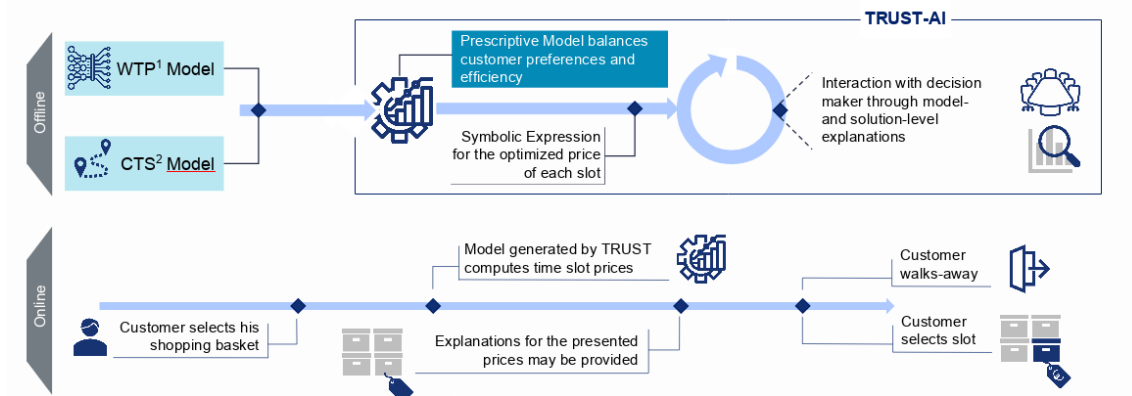 TRUST-AI
Offline
WTP¹ Model
CTS² Model
Prescriptive Model balances
customer preferences and
efficiency
Symbolic Expression
for the optimized price
of each slot
Interaction with decision
maker through model-
and solution-level
explanations
Online
Customer selects his
shopping basket
Model generated by TRUST
computes time slot prices
Explanations for the presented
prices may be provided
Customer
walks-away
Customer
selects slot